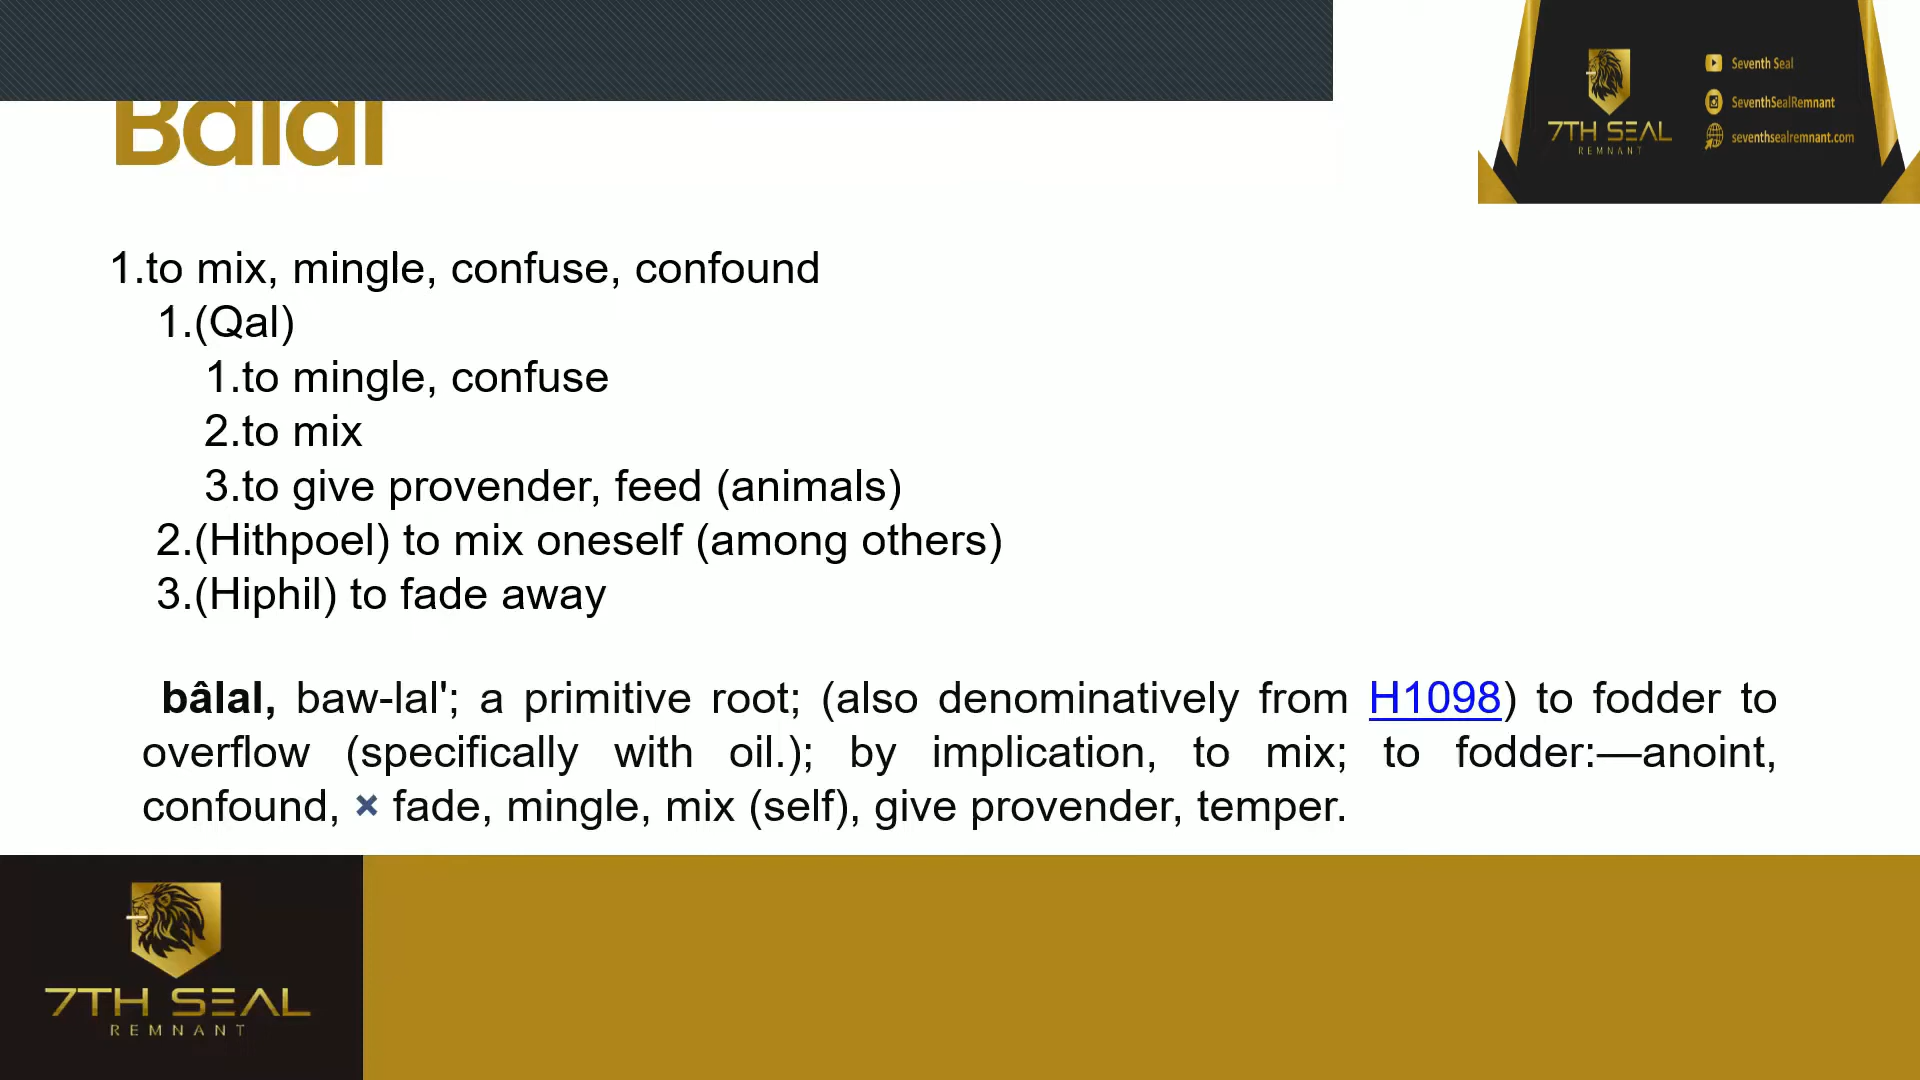 Balal
Seventh Seal
SeventhSealRemnant
7TH SEAL
REMNANT
seventhsealremnant.com
1.to mix, mingle, confuse, confound
1.(Qal)
1.to mingle, confuse
2.to mix
3.to give provender, feed (animals)
2.(Hithpoel) to mix oneself (among others)
3.(Hiphil) to fade away
bâlal, baw-lal'; a primitive root; (also denominatively from H1098) to fodder to
overflow (specifically with oil.); by implication, to mix; to fodder:—anoint,
confound, × fade, mingle, mix (self), give provender, temper.
7TH SEAL
REMNANT